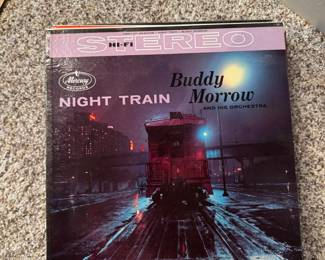 HI-FI STEREO
Mercury
RECORDS
NIGHT TRAIN
Buddy
Morrow
AND HIS ORCHESTRA